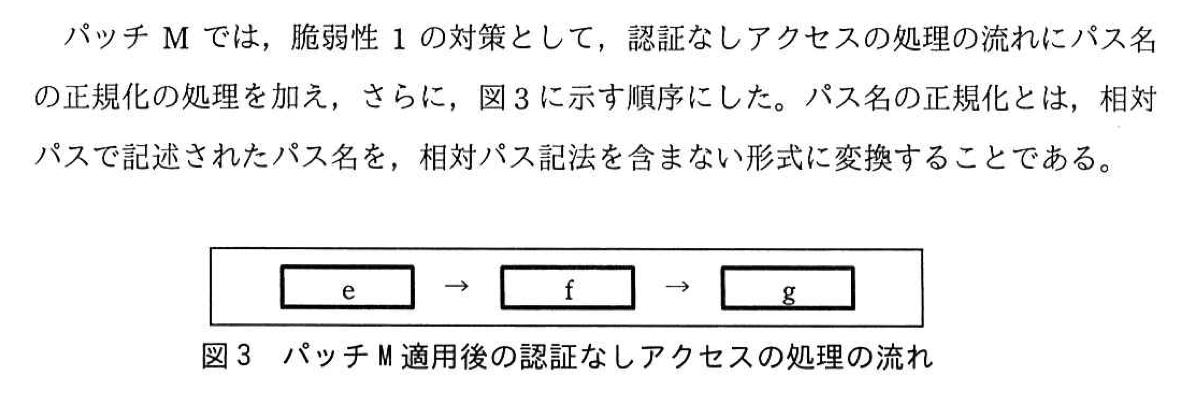 パッチ M では，脆弱性 1 の対策として，認証なしアクセスの処理の流れにパス名
の正規化の処理を加え，さらに，図 3 に示す順序にした。パス名の正規化とは，相対
パスで記述されたパス名を，相対パス記法を含まない形式に変換することである。
e → f → g
図 3 パッチ M 適用後の認証なしアクセスの処理の流れ